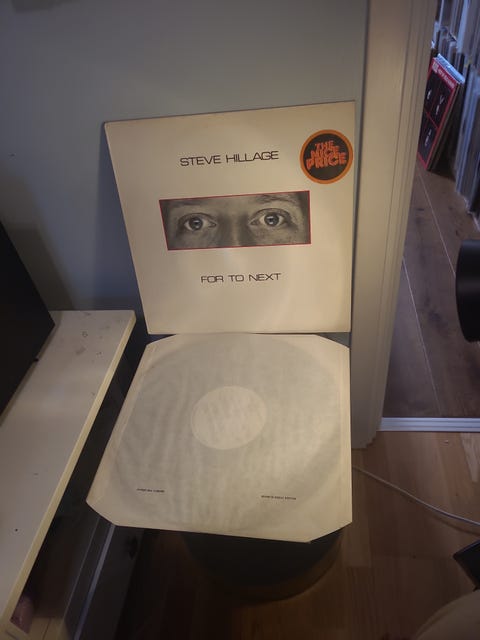 STEVE HILLAGE
THE
NICE
PRICE
FOR TO NEXT